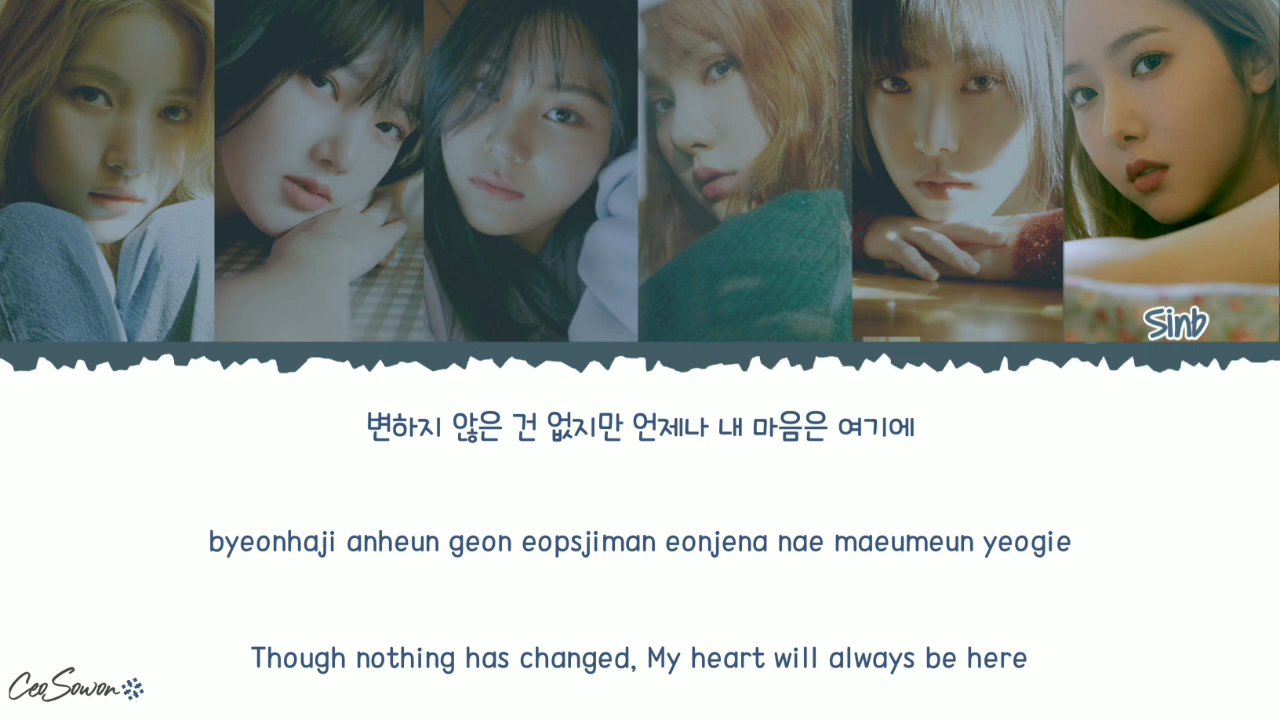 Sinb
변하지 않은 건 없지만 언제나 내 마음은 여기에
byeonhaji anheun geon eopsjiman eonjena nae maeumeun yeogie
Though nothing has changed, My heart will always be here
Ceo.Sowon